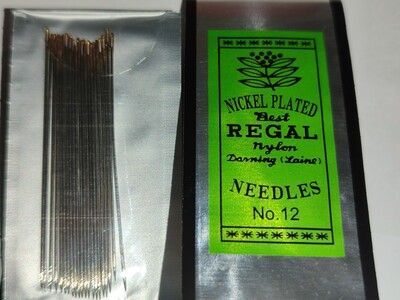 NICKEL PLATED
Best
REGAL
Nylon
Darning (Laine)
NEEDLES
No.12